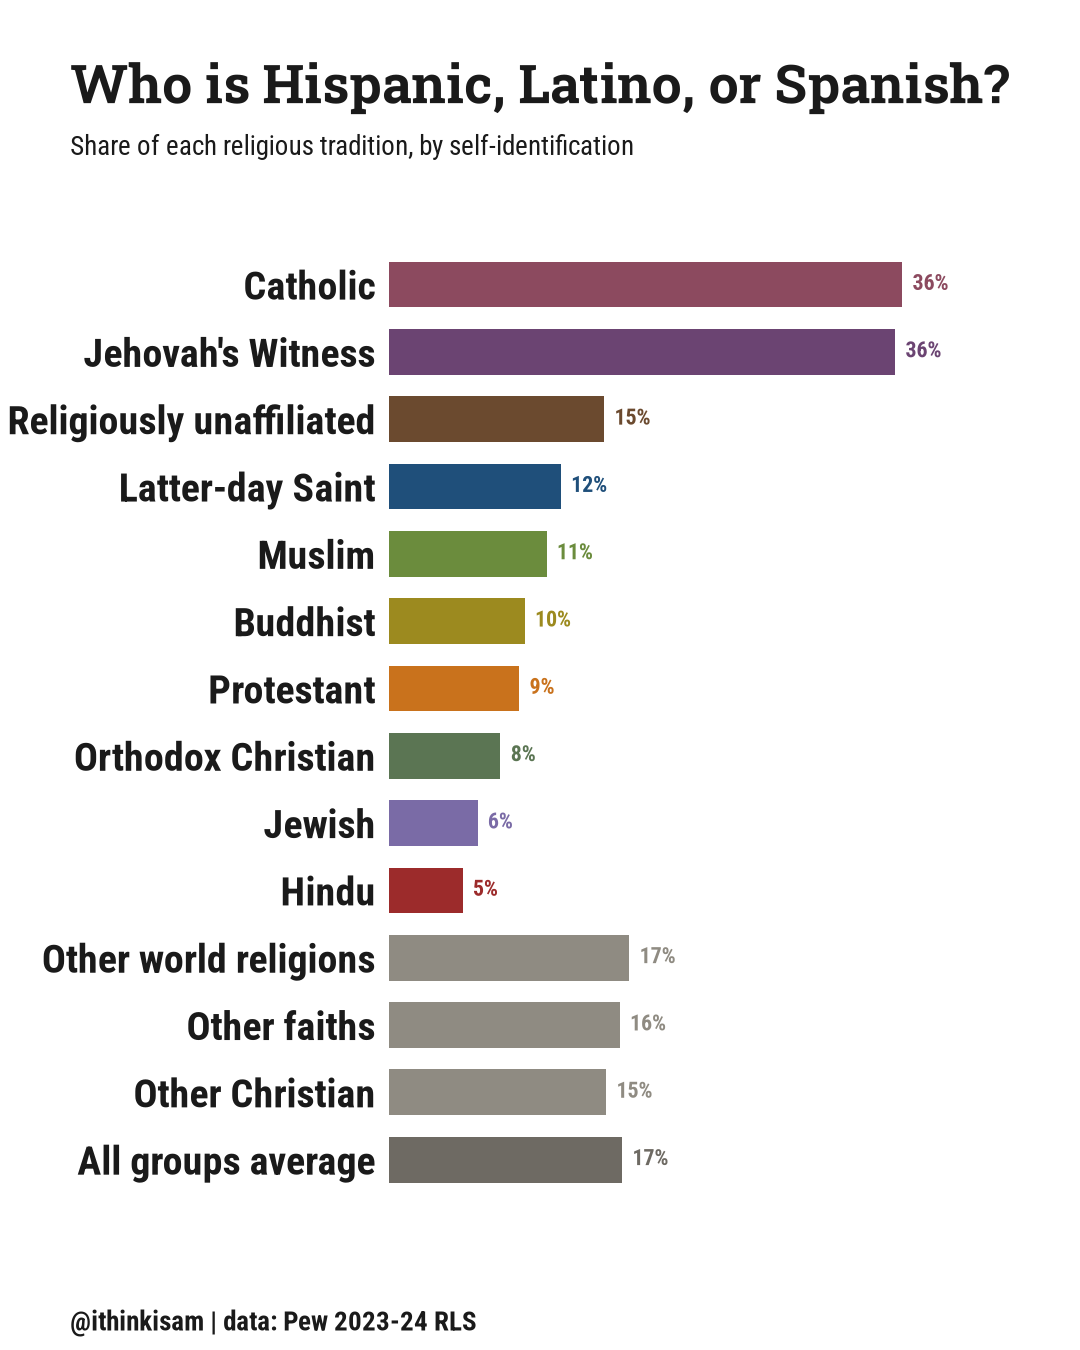 Who is Hispanic, Latino, or Spanish?
Share of each religious tradition, by self-identification
Catholic 36%
Jehovah's Witness 36%
Religiously unaffiliated 15%
Latter-day Saint 12%
Muslim 11%
Buddhist 10%
Protestant 9%
Orthodox Christian 8%
Jewish 6%
Hindu 5%
Other world religions 17%
Other faiths 16%
Other Christian 15%
All groups average 17%
@ithinkisam | data: Pew 2023-24 RLS